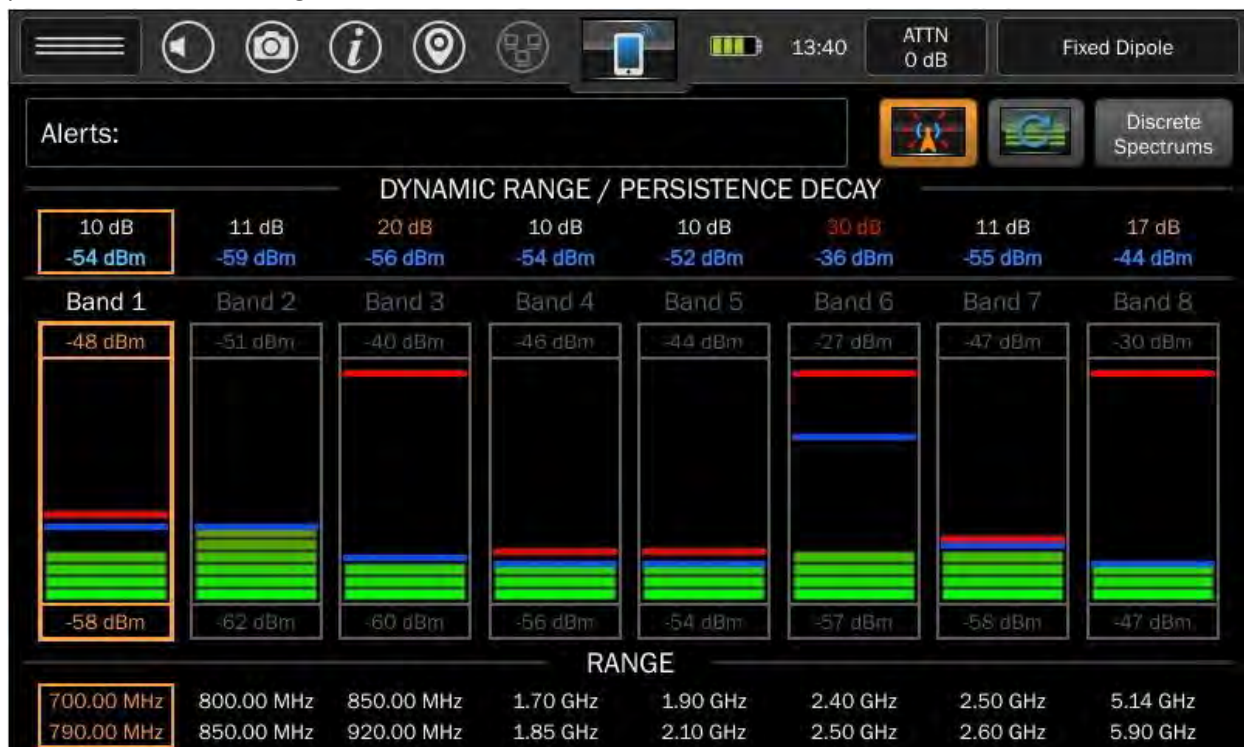 13:40
ATTN
0 dB
Fixed Dipole
Alerts:
Discrete
Spectrums
DYNAMIC RANGE / PERSISTENCE DECAY
10 dB 11 dB 20 dB 10 dB 10 dB 30 dB 11 dB 17 dB
-54 dBm -59 dBm -56 dBm -54 dBm -52 dBm -36 dBm -55 dBm -44 dBm
Band 1 Band 2 Band 3 Band 4 Band 5 Band 6 Band 7 Band 8
-48 dBm -51 dBm -40 dBm -46 dBm -44 dBm -27 dBm -47 dBm -30 dBm
-58 dBm -62 dBm -60 dBm -56 dBm -54 dBm -57 dBm -58 dBm -47 dBm
RANGE
700.00 MHz 800.00 MHz 850.00 MHz 1.70 GHz 1.90 GHz 2.40 GHz 2.50 GHz 5.14 GHz
790.00 MHz 850.00 MHz 920.00 MHz 1.85 GHz 2.10 GHz 2.50 GHz 2.60 GHz 5.90 GHz